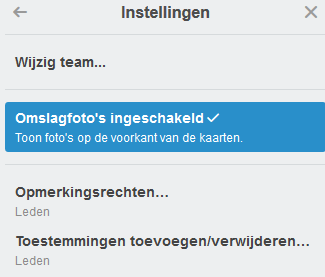 Instellingen
Wijzig team...
Omslagfoto's ingeschakeld ✓
Toon foto's op de voorkant van de kaarten.
Opmerkingsrechten…
Leden
Toestemmingen toevoegen/verwijderen…
Leden